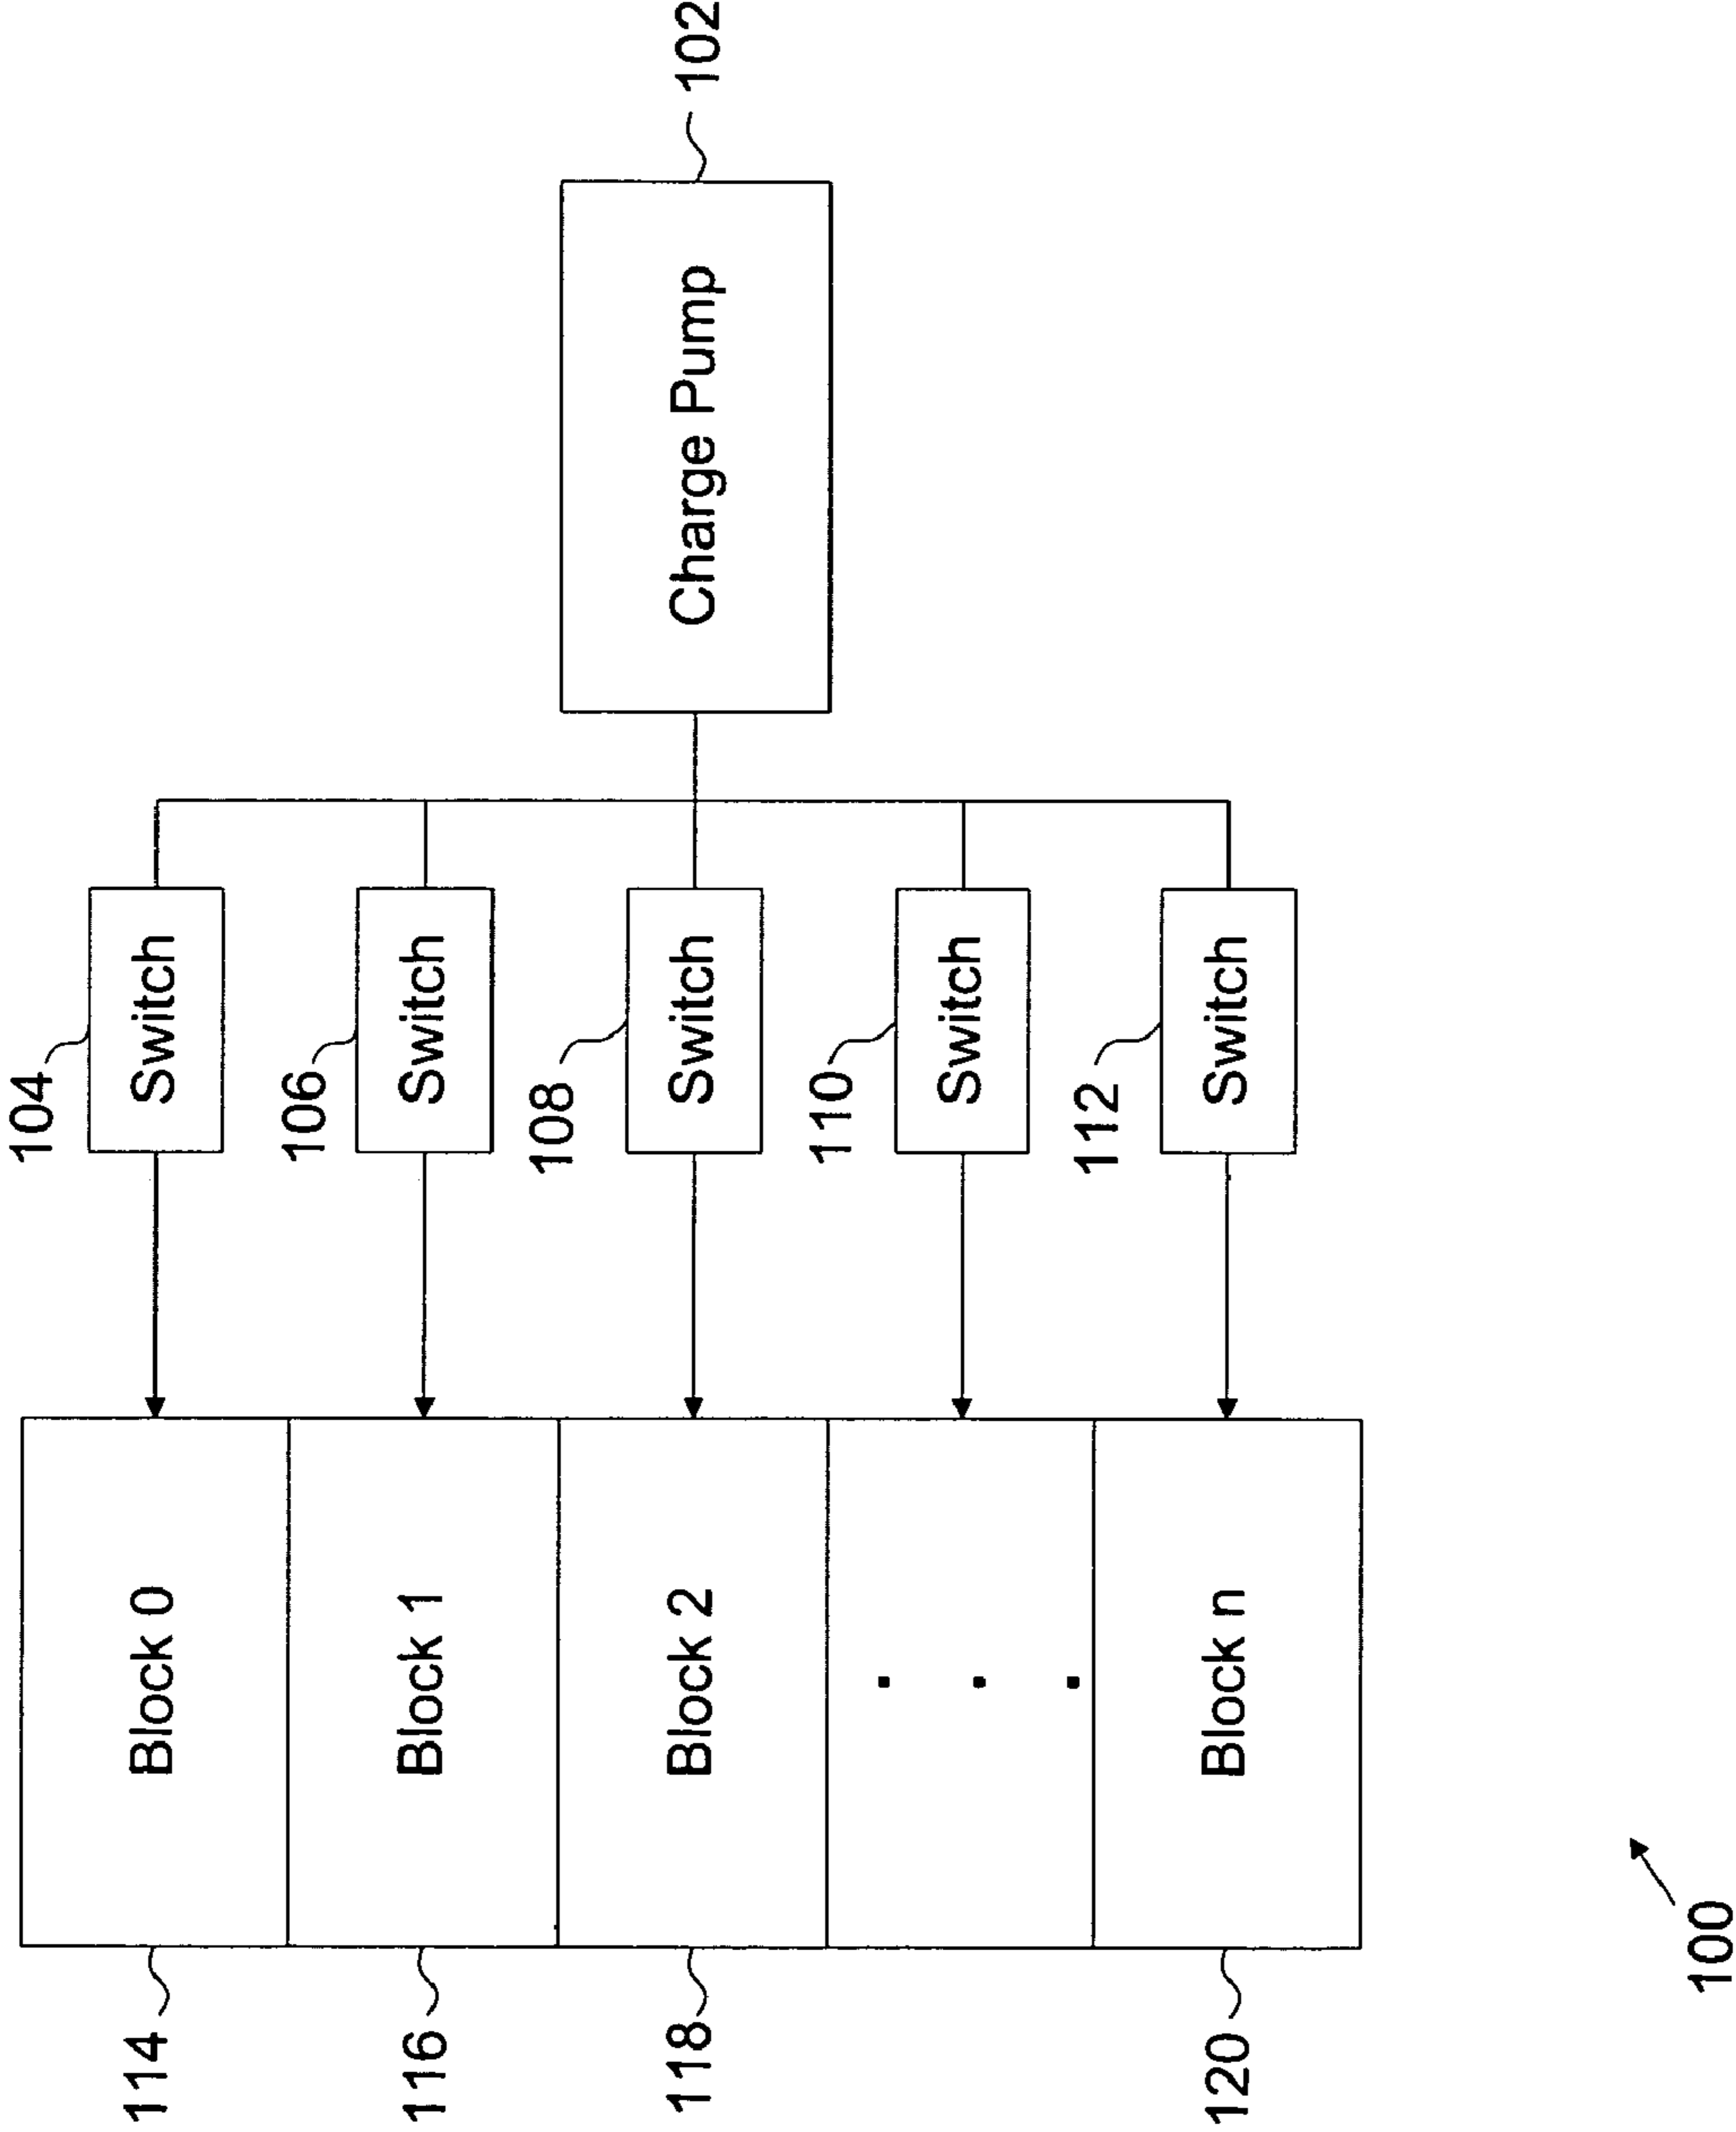 104
Switch
106
Switch
108
Switch
110
Switch
112
Switch
Charge Pump
102
114
Block 0
116
Block 1
118
Block 2
. . .
120
Block n
100